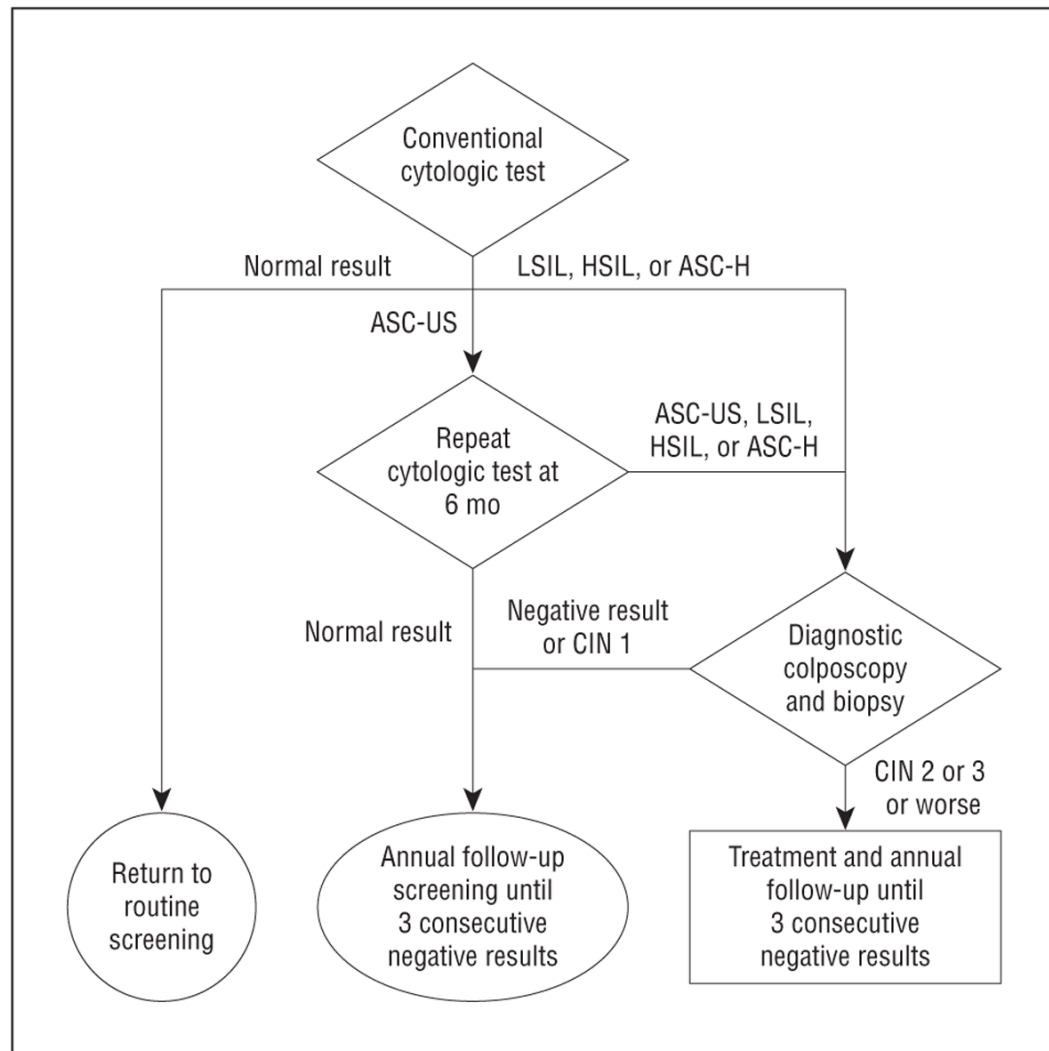 Conventional
cytologic test
Normal result
LSIL, HSIL, or ASC-H
ASC-US
Repeat
cytologic test at
6 mo
ASC-US, LSIL,
HSIL, or ASC-H
Normal result
Negative result
or CIN 1
Diagnostic
colposcopy
and biopsy
CIN 2 or 3
or worse
Return to
routine
screening
Annual follow-up
screening until
3 consecutive
negative results
Treatment and annual
follow-up until
3 consecutive
negative results